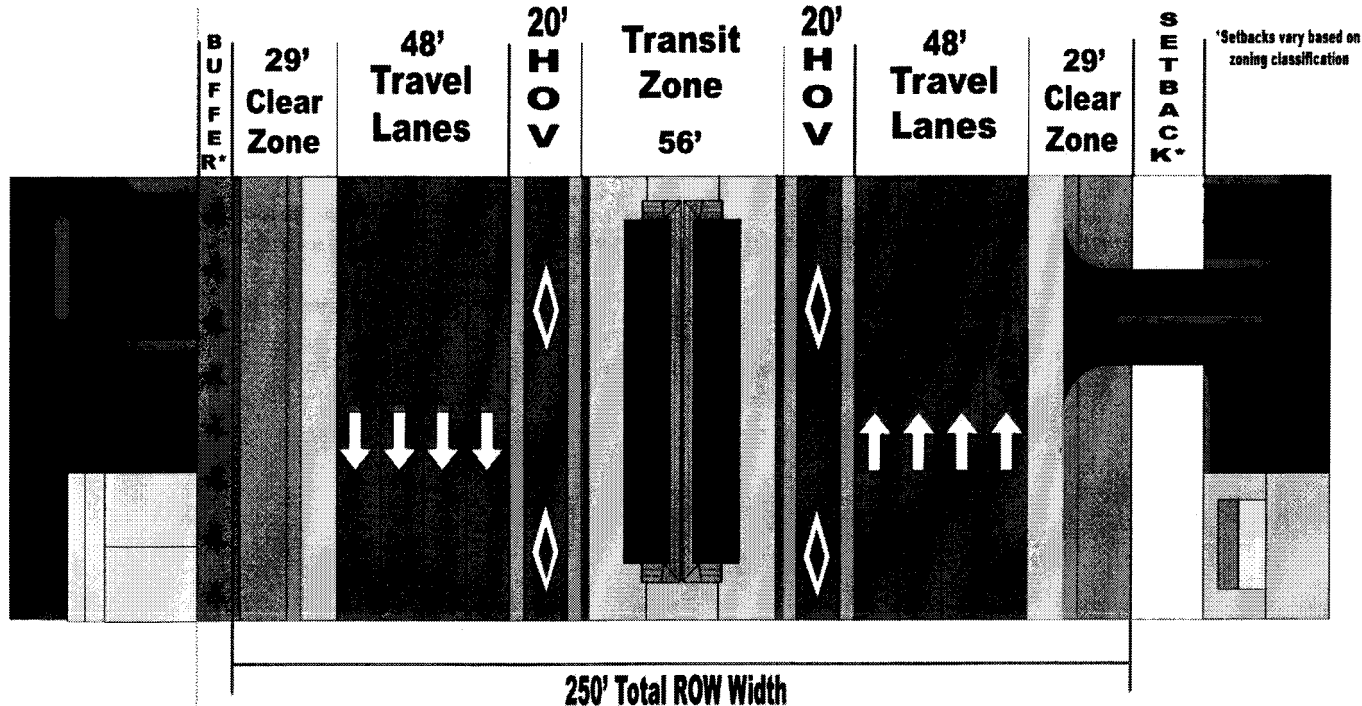 BUFFER*
29'
Clear
Zone
48'
Travel
Lanes
20'
HOV
Transit
Zone
56'
20'
HOV
48'
Travel
Lanes
29'
Clear
Zone
SETBACK*
*Setbacks vary based on
zoning classification
250' Total ROW Width